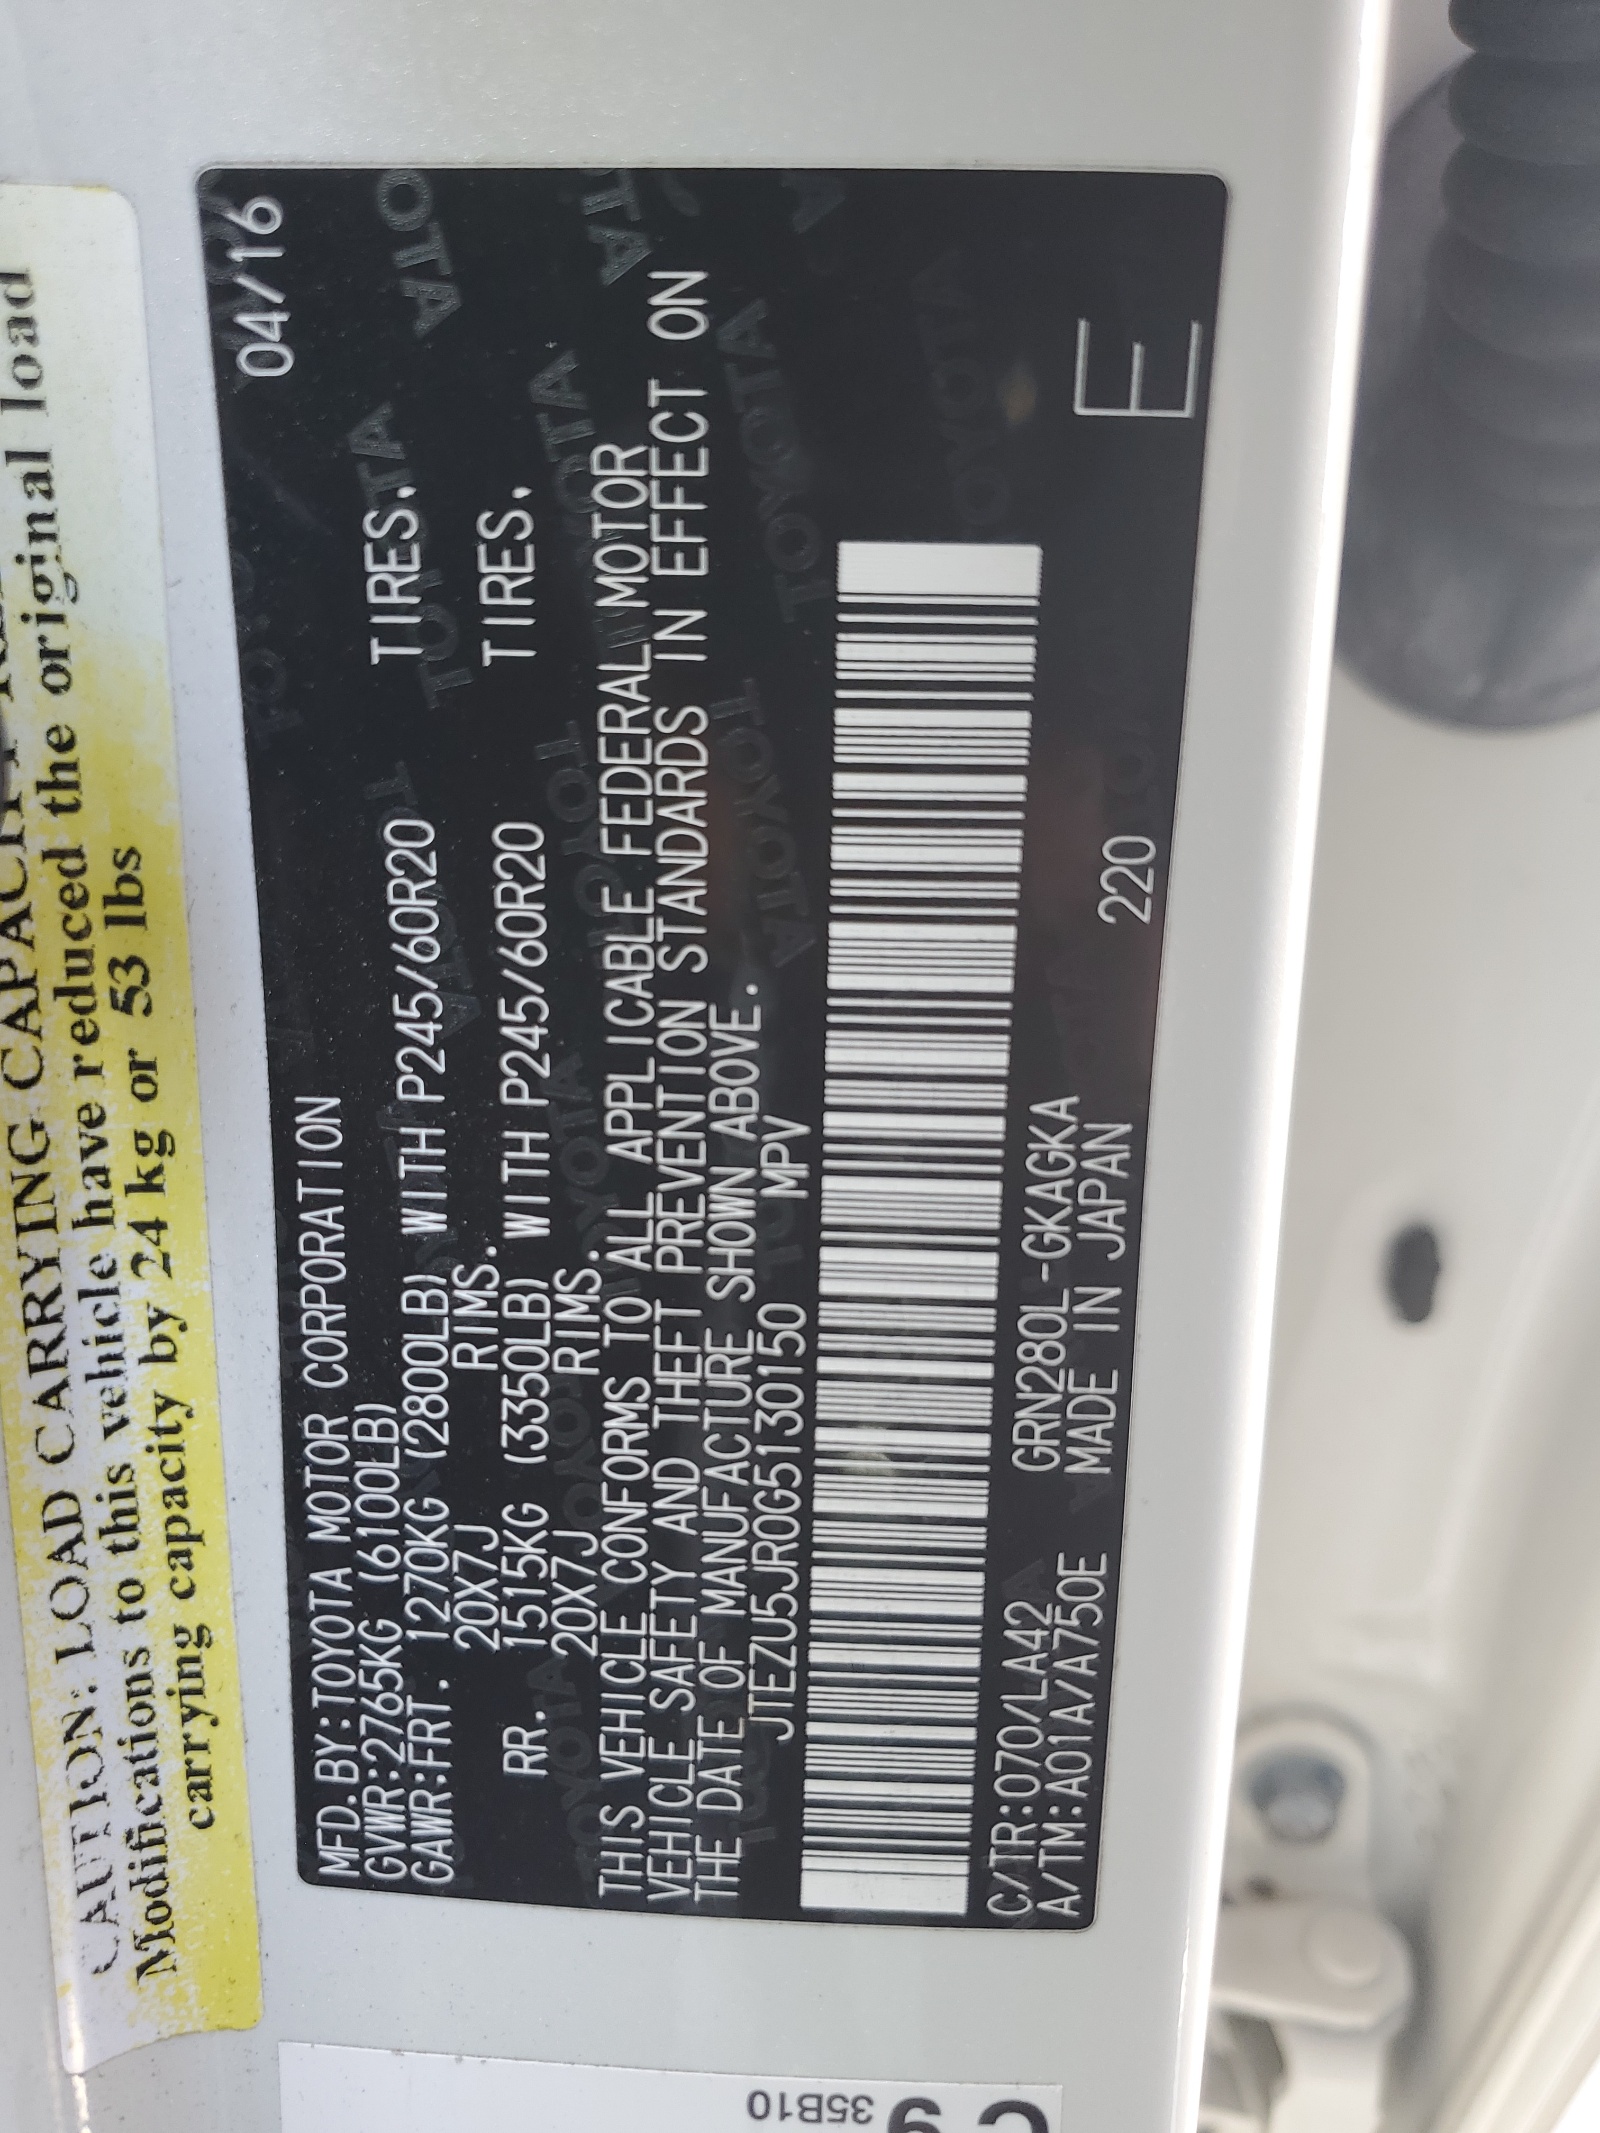 CAUTION: LOAD CARRYING CAPACITY
Modifications to this vehicle have reduced the original load
carrying capacity by 24 kg or 53 lbs
04/16
MFD.BY:TOYOTA MOTOR CORPORATION
GVWR:2765KG (6100LB)
GAWR:FRT. 1270KG (2800LB) WITH P245/60R20 TIRES.
20X7J RIMS.
RR. 1515KG (3350LB) WITH P245/60R20 TIRES.
20X7J RIMS.
THIS VEHICLE CONFORMS TO ALL APPLICABLE FEDERAL MOTOR
VEHICLE SAFETY AND THEFT PREVENTION STANDARDS IN EFFECT ON
THE DATE OF MANUFACTURE SHOWN ABOVE.
JTEZU5JR0G5130150 MPV
C/TR:070/LA42 GRN280L-GKAGKA
A/TM:A01A/A750E MADE IN JAPAN 220
E
35B10
C 9